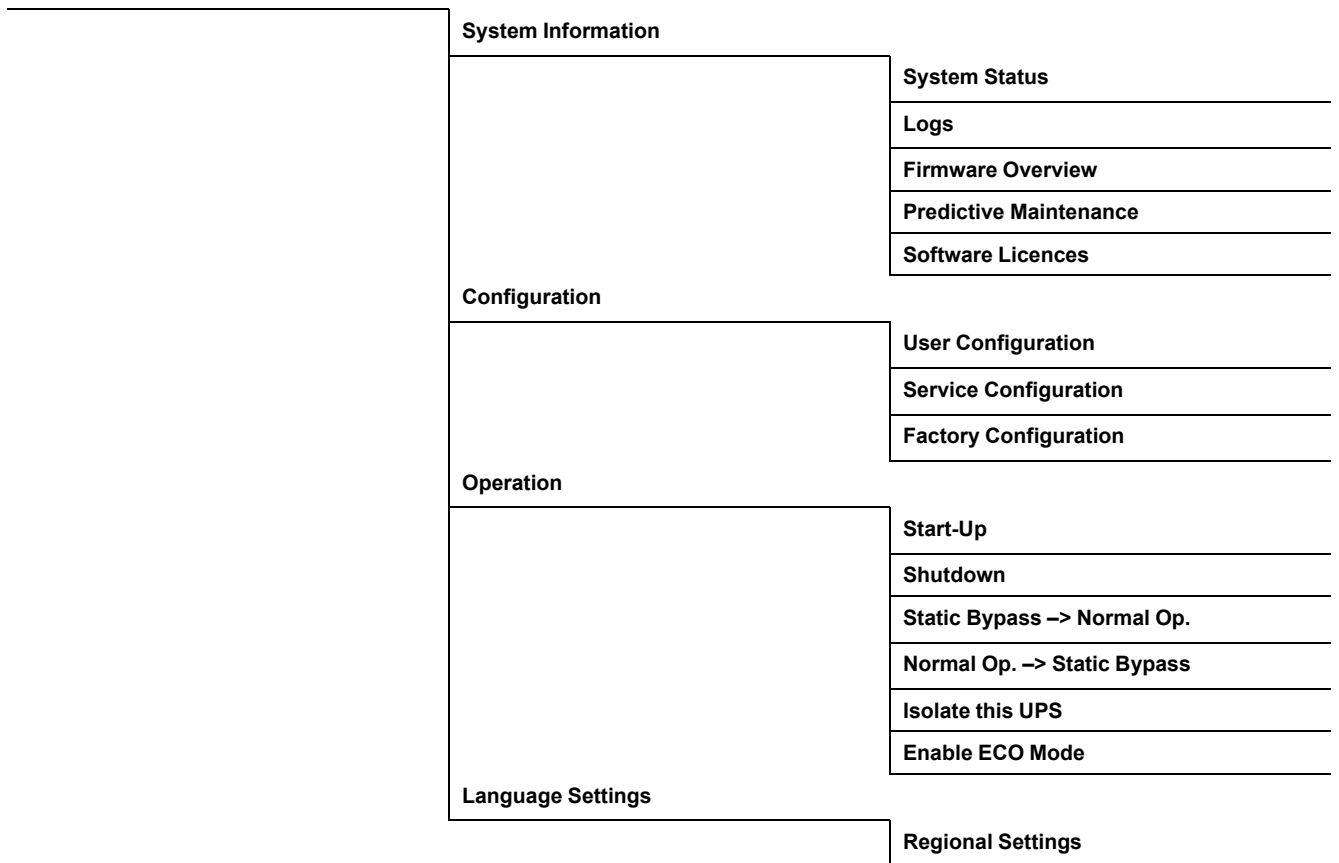 System Information
System Status
Logs
Firmware Overview
Predictive Maintenance
Software Licences
Configuration
User Configuration
Service Configuration
Factory Configuration
Operation
Start-Up
Shutdown
Static Bypass –> Normal Op.
Normal Op. –> Static Bypass
Isolate this UPS
Enable ECO Mode
Language Settings
Regional Settings